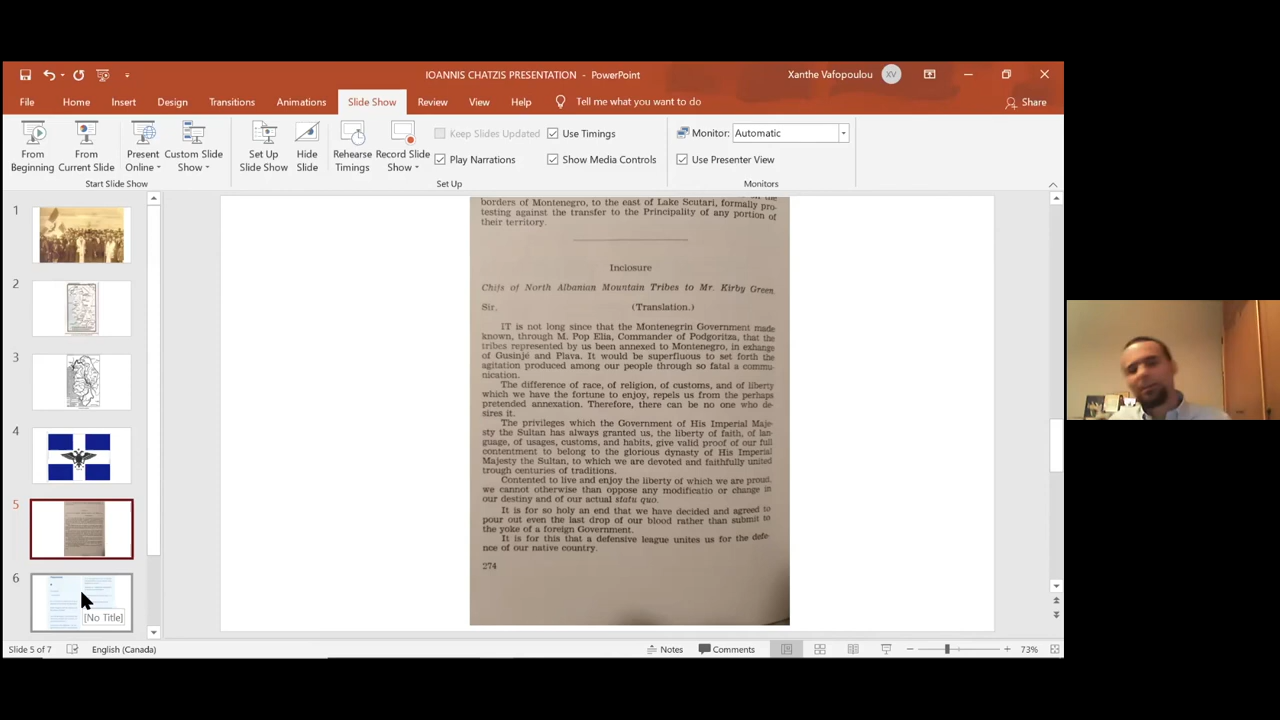 IOANNIS CHATZIS PRESENTATION - PowerPoint
Xanthe Vafopoulou
XV
File
Home
Insert
Design
Transitions
Animations
Slide Show
Review
View
Help
Tell me what you want to do
Share
From Beginning
From Current Slide
Present Online
Custom Slide Show
Set Up Slide Show
Hide Slide
Rehearse Timings
Record Slide Show
Keep Slides Updated
Play Narrations
Use Timings
Show Media Controls
Monitor:
Automatic
Use Presenter View
Start Slide Show
Set Up
Monitors
1
2
3
4
5
6
[No Title]
borders of Montenegro, to the east of Lake Scutari, formally pro-
testing against the transfer to the Principality of any portion of
their territory.
Inclosure
Chifs of North Albanian Mountain Tribes to Mr. Kirby Green
Sir. (Translation.)
IT is not long since that the Montenegrin Government made
known, through M. Pop Elia, Commander of Podgoritza, that the
tribes represented by us been annexed to Montenegro, in exhange
of Gusinjé and Plava. It would be superfluous to set forth the
agitation produced among our people through so fatal a commu-
nication.
The difference of race, of religion, of customs, and of liberty
which we have the fortune to enjoy, repels us from the perhaps
pretended annexation. Therefore, there can be no one who de-
sires it.
The privileges which the Government of His Imperial Maje-
sty the Sultan has always granted us, the liberty of faith, of lan-
guage, of usages, customs, and habits, give valid proof of our full
contentment to belong to the glorious dynasty of His Imperial
Majesty the Sultan, to which we are devoted and faithfully united
trough centuries of traditions.
Contented to live and enjoy the liberty of which we are proud,
we cannot otherwise than oppose any modificatio or change in
our destiny and of our actual statu quo.
It is for so holy an end that we have decided and agreed to
pour out even the last drop of our blood rather than submit to
the yoke of a foreign Government.
It is for this that a defensive league unites us for the defe-
nce of our native country.
274
Slide 5 of 7
English (Canada)
Notes
Comments
73%